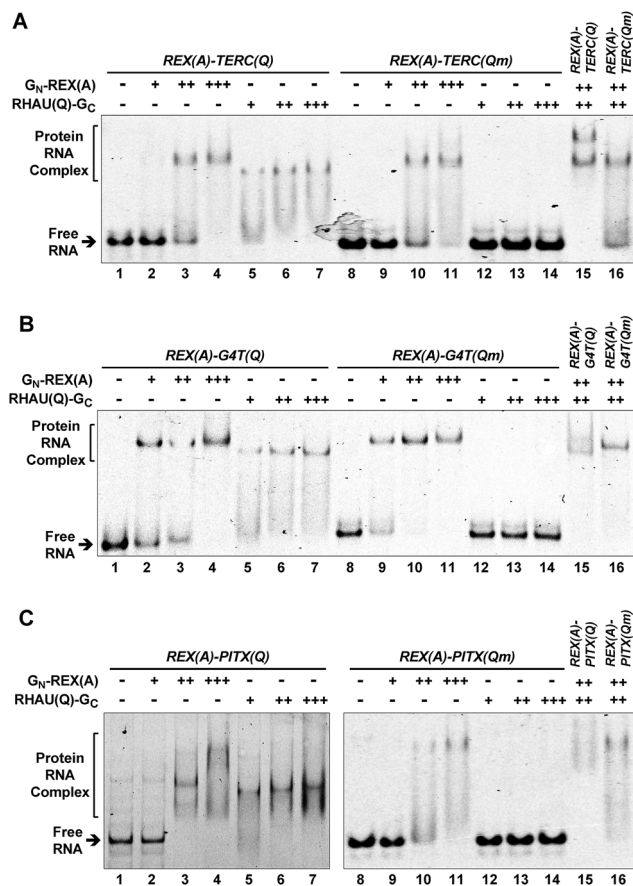 A
REX(A)-TERC(Q) REX(A)-TERC(Qm) REX(A)-TERC(Q) REX(A)-TERC(Qm)
GN-REX(A) - + ++ +++ - - - - + ++ +++ - - - ++ ++
RHAU(Q)-GC - - - - + ++ +++ - - - - + ++ +++ ++ ++
Protein
RNA
Complex
Free
RNA
1 2 3 4 5 6 7 8 9 10 11 12 13 14 15 16
B
REX(A)-G4T(Q) REX(A)-G4T(Qm) REX(A)-G4T(Q) REX(A)-G4T(Qm)
GN-REX(A) - + ++ +++ - - - - + ++ +++ - - - ++ ++
RHAU(Q)-GC - - - - + ++ +++ - - - - + ++ +++ ++ ++
Protein
RNA
Complex
Free
RNA
1 2 3 4 5 6 7 8 9 10 11 12 13 14 15 16
C
REX(A)-PITX(Q) REX(A)-PITX(Qm) REX(A)-PITX(Q) REX(A)-PITX(Qm)
GN-REX(A) - + ++ +++ - - - - + ++ +++ - - - ++ ++
RHAU(Q)-GC - - - - + ++ +++ - - - - + ++ +++ ++ ++
Protein
RNA
Complex
Free
RNA
1 2 3 4 5 6 7 8 9 10 11 12 13 14 15 16